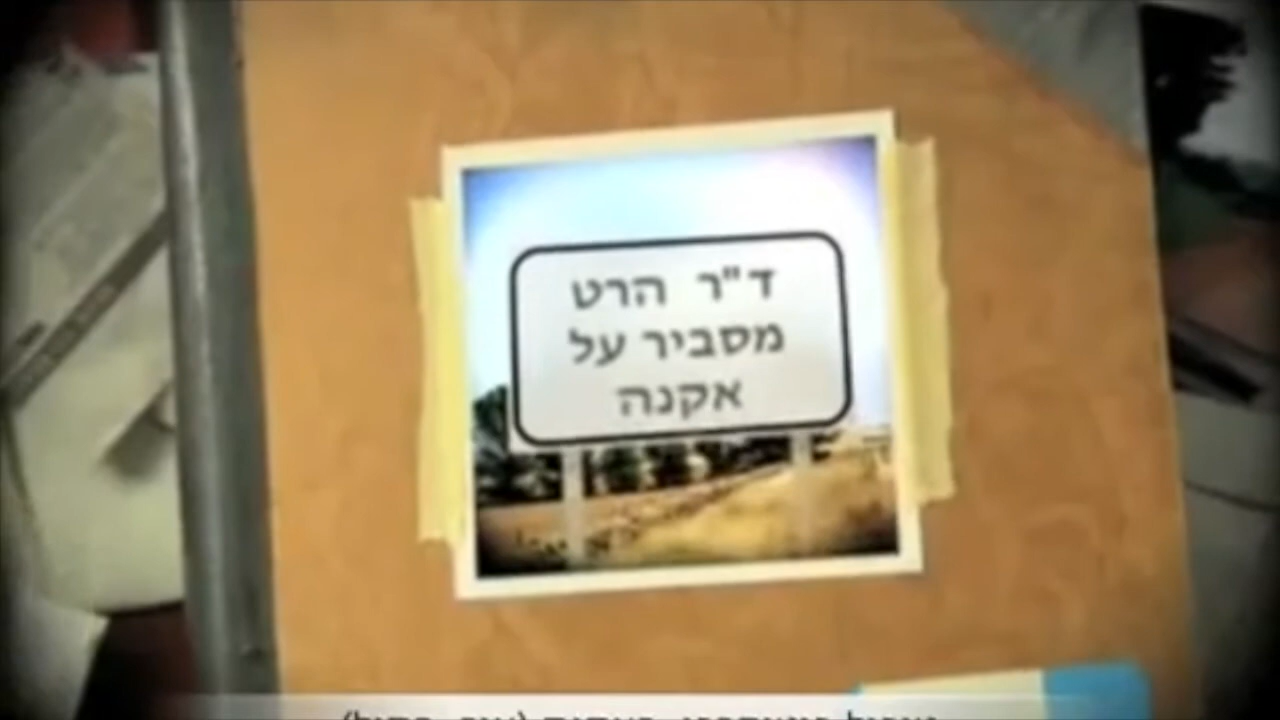 ד"ר הרט
מסביר על
אקנה